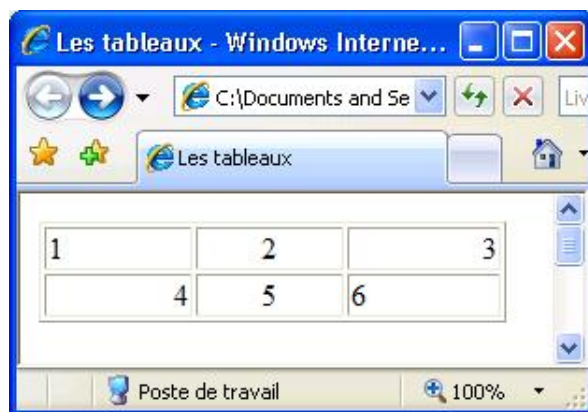 Les tableaux - Windows Interne...
C:\Documents and Se
Liv
Les tableaux
1 2 3
4 5 6
Poste de travail 100%